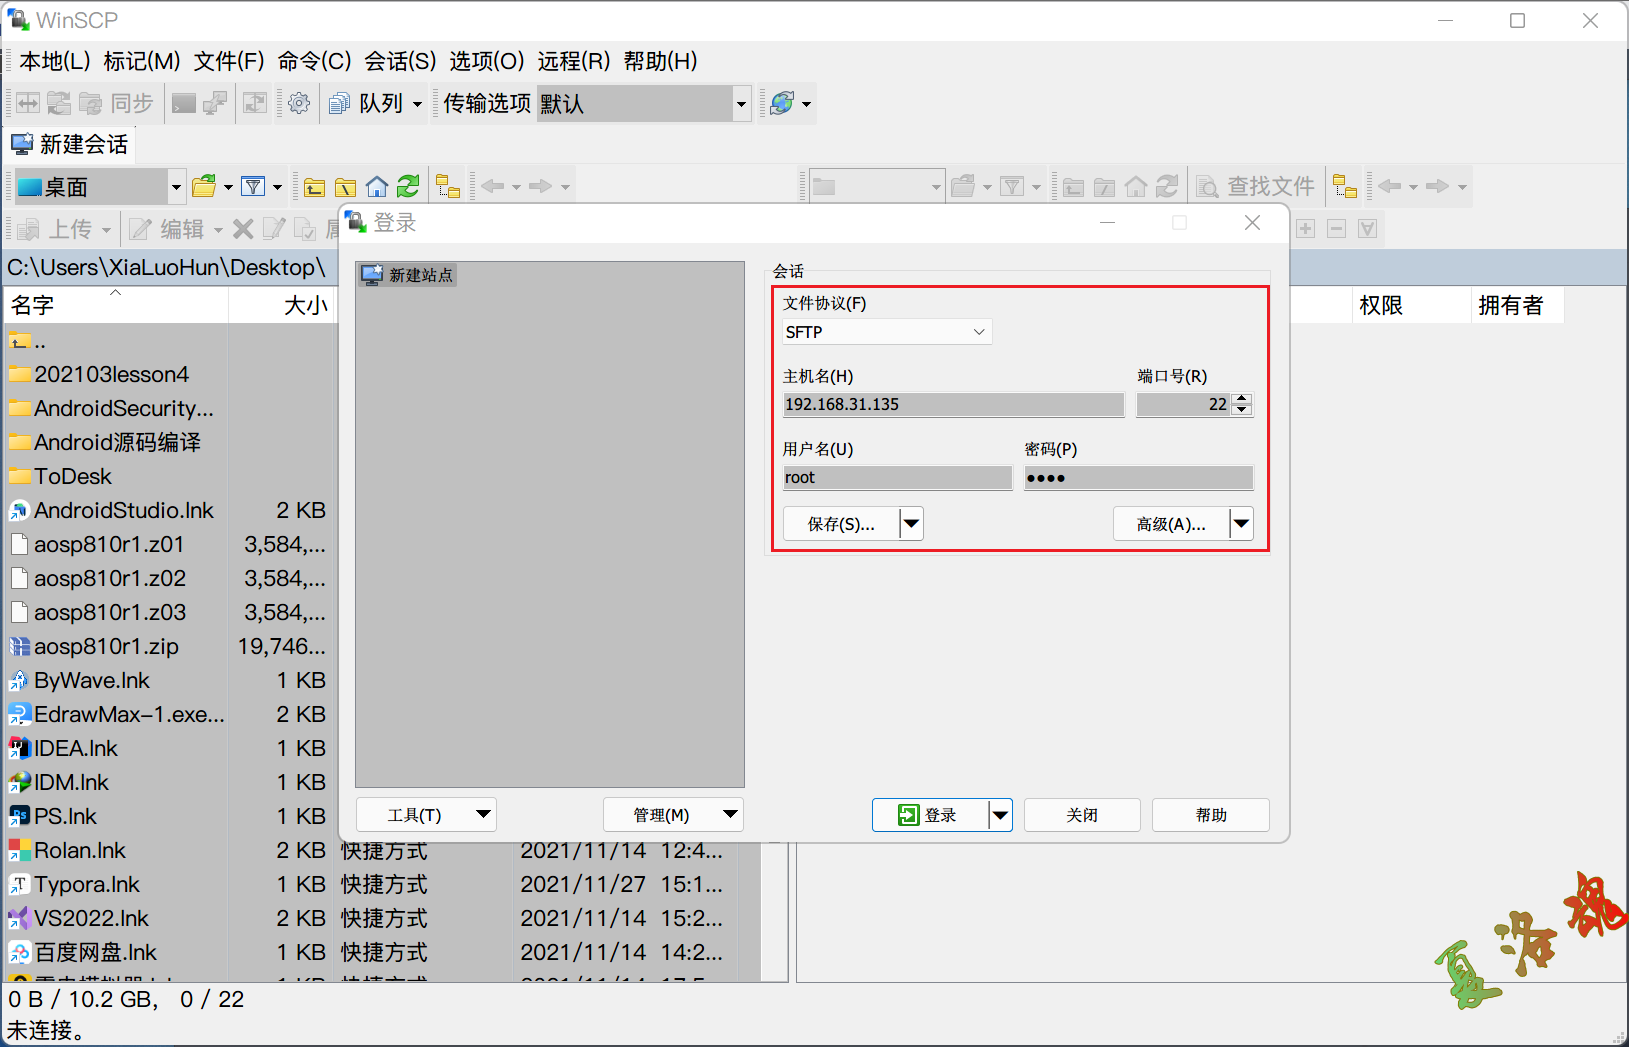 WinSCP
本地(L) 标记(M) 文件(F) 命令(C) 会话(S) 选项(O) 远程(R) 帮助(H)
同步 队列 传输选项 默认
新建会话
桌面 查找文件
上传 编辑
登录
C:\Users\XiaLuoHun\Desktop\
名字 大小 权限 拥有者
新建站点
会话
文件协议(F)
SFTP
主机名(H) 端口号(R)
192.168.31.135 22
用户名(U) 密码(P)
root ●●●●
保存(S)... 高级(A)...
工具(T) 管理(M) 登录 关闭 帮助
..
202103lesson4
AndroidSecurity...
Android源码编译
ToDesk
AndroidStudio.lnk 2 KB
aosp810r1.z01 3,584,...
aosp810r1.z02 3,584,...
aosp810r1.z03 3,584,...
aosp810r1.zip 19,746...
ByWave.lnk 1 KB
EdrawMax-1.exe... 2 KB
IDEA.lnk 1 KB
IDM.lnk 1 KB
PS.lnk 1 KB
Rolan.lnk 2 KB 快捷方式 2021/11/14 12:4...
Typora.lnk 1 KB 快捷方式 2021/11/27 15:1...
VS2022.lnk 2 KB 快捷方式 2021/11/14 15:2...
百度网盘.lnk 1 KB 快捷方式 2021/11/14 14:2...
0 B / 10.2 GB, 0 / 22
未连接。
夏洛魂